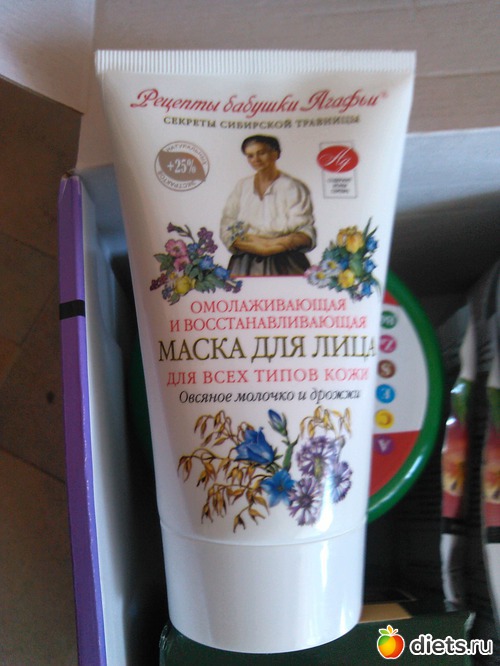 Рецепты бабушки Агафьи®
СЕКРЕТЫ СИБИРСКОЙ ТРАВНИЦЫ
+25%
ОМОЛАЖИВАЮЩАЯ
И ВОССТАНАВЛИВАЮЩАЯ
МАСКА ДЛЯ ЛИЦА
ДЛЯ ВСЕХ ТИПОВ КОЖИ
Овсяное молочко и дрожжи
diets.ru